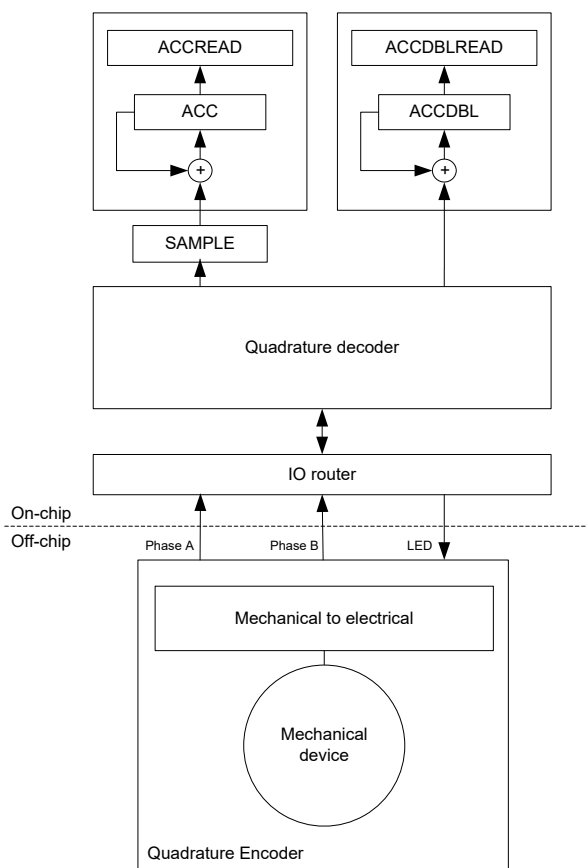 ACCREAD
ACCDBLREAD
ACC
ACCDBL
+
+
SAMPLE
Quadrature decoder
IO router
On-chip
Off-chip
Phase A
Phase B
LED
Mechanical to electrical
Mechanical
device
Quadrature Encoder